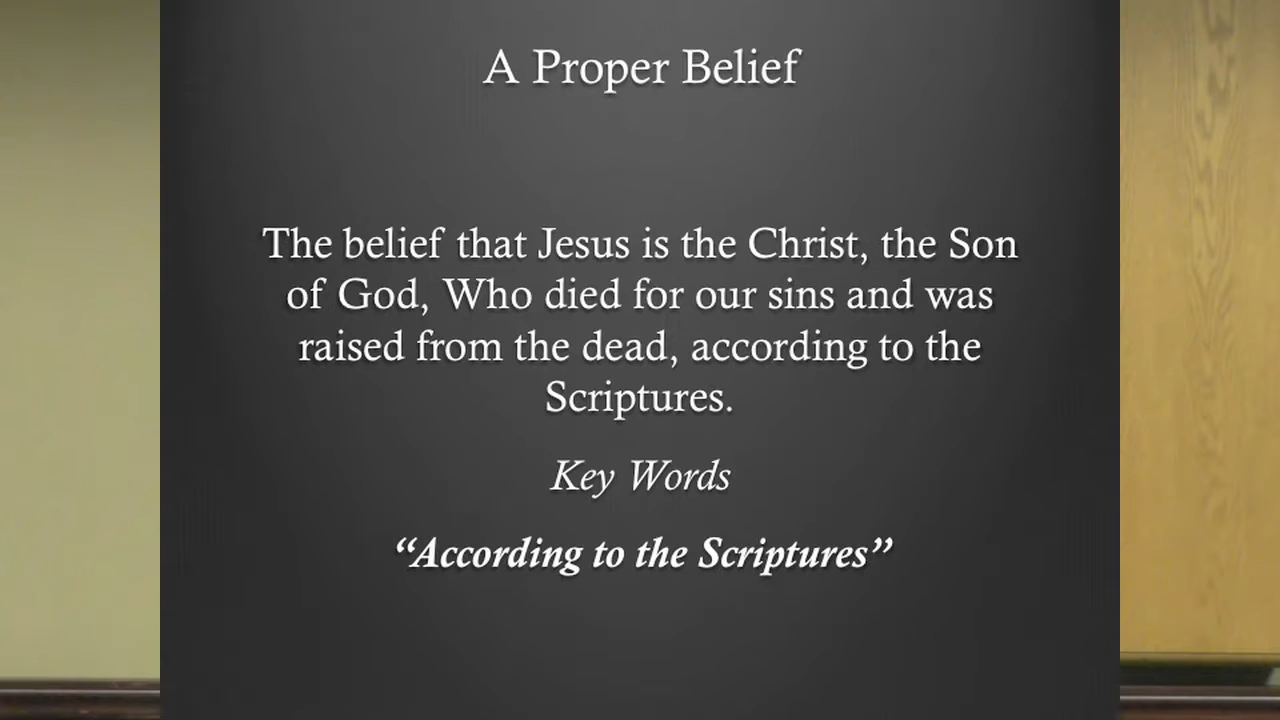 A Proper Belief
The belief that Jesus is the Christ, the Son
of God, Who died for our sins and was
raised from the dead, according to the
Scriptures.
Key Words
“According to the Scriptures”